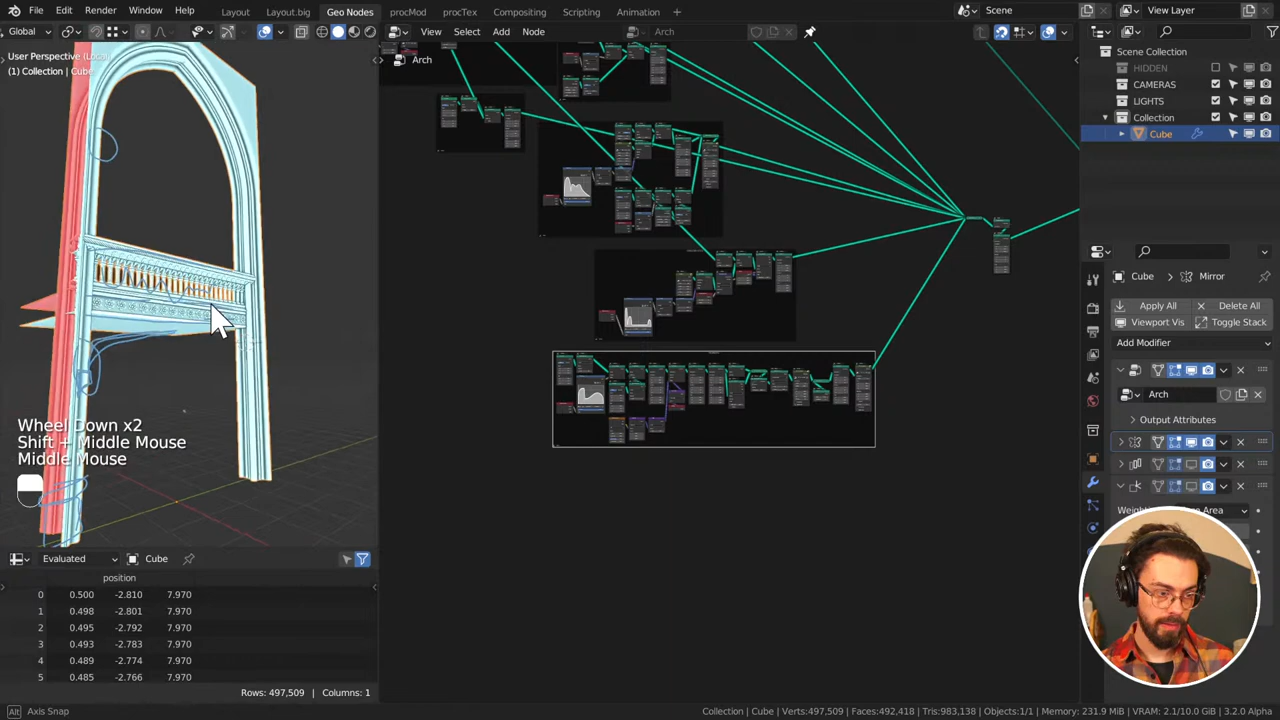 File Edit Render Window Help Layout Layout.big Geo Nodes procMod procTex Compositing Scripting Animation Scene View Layer
Global View Select Add Node Arch
User Perspective (Local)
(1) Collection | Cube
Arch
Scene Collection
HIDDEN
CAMERAS
LIGHTS
Collection
Cube
Cube Mirror
Apply All Delete All
Viewport Vis Toggle Stack
Add Modifier
Arch
Output Attributes
Area
Wheel Down x2
Shift + Middle Mouse
Middle Mouse
Evaluated Cube
position
0 0.500 -2.810 7.970
1 0.498 -2.801 7.970
2 0.495 -2.792 7.970
3 0.493 -2.783 7.970
4 0.489 -2.774 7.970
5 0.485 -2.766 7.970
Rows: 497,509 | Columns: 1
Alt Axis Snap
Collection | Cube | Verts:497,509 | Faces:492,418 | Tris:983,138 | Objects:1/1 | Memory: 231.9 MiB | VRAM: 2.1/10.0 GiB | 3.2.0 Alpha